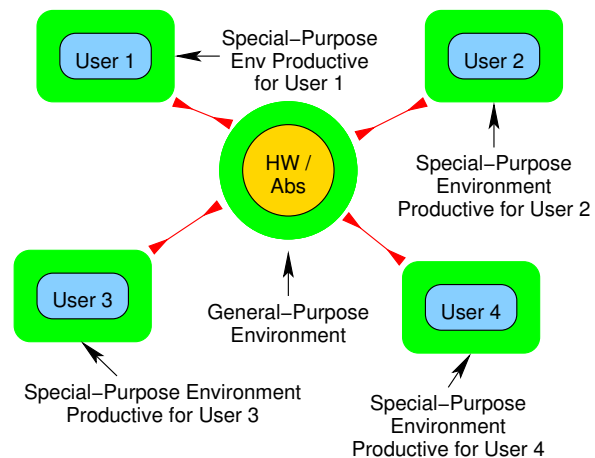 User 1
Special−Purpose
Env Productive
for User 1
User 2
Special−Purpose
Environment
Productive for User 2
HW /
Abs
User 3
Special−Purpose Environment
Productive for User 3
General−Purpose
Environment
User 4
Special−Purpose
Environment
Productive for User 4